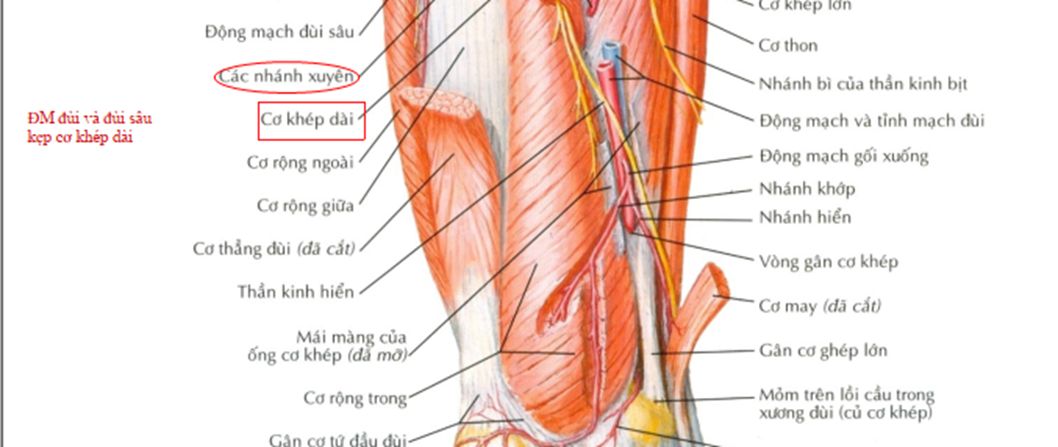 Động mạch đùi sâu
Các nhánh xuyên
ĐM đùi và đùi sâu
kẹp cơ khép dài
Cơ khép dài
Cơ rộng ngoài
Cơ rộng giữa
Cơ thẳng đùi (đã cắt)
Thần kinh hiển
Mái màng của
ống cơ khép (đã mở)
Cơ rộng trong
Gân cơ tứ đầu đùi
Cơ khép lớn
Cơ thon
Nhánh bì của thần kinh bịt
Động mạch và tĩnh mạch đùi
Động mạch gối xuống
Nhánh khớp
Nhánh hiển
Vòng gân cơ khép
Cơ may (đã cắt)
Gân cơ ghép lớn
Mỏm trên lồi cầu trong
xương đùi (củ cơ khép)